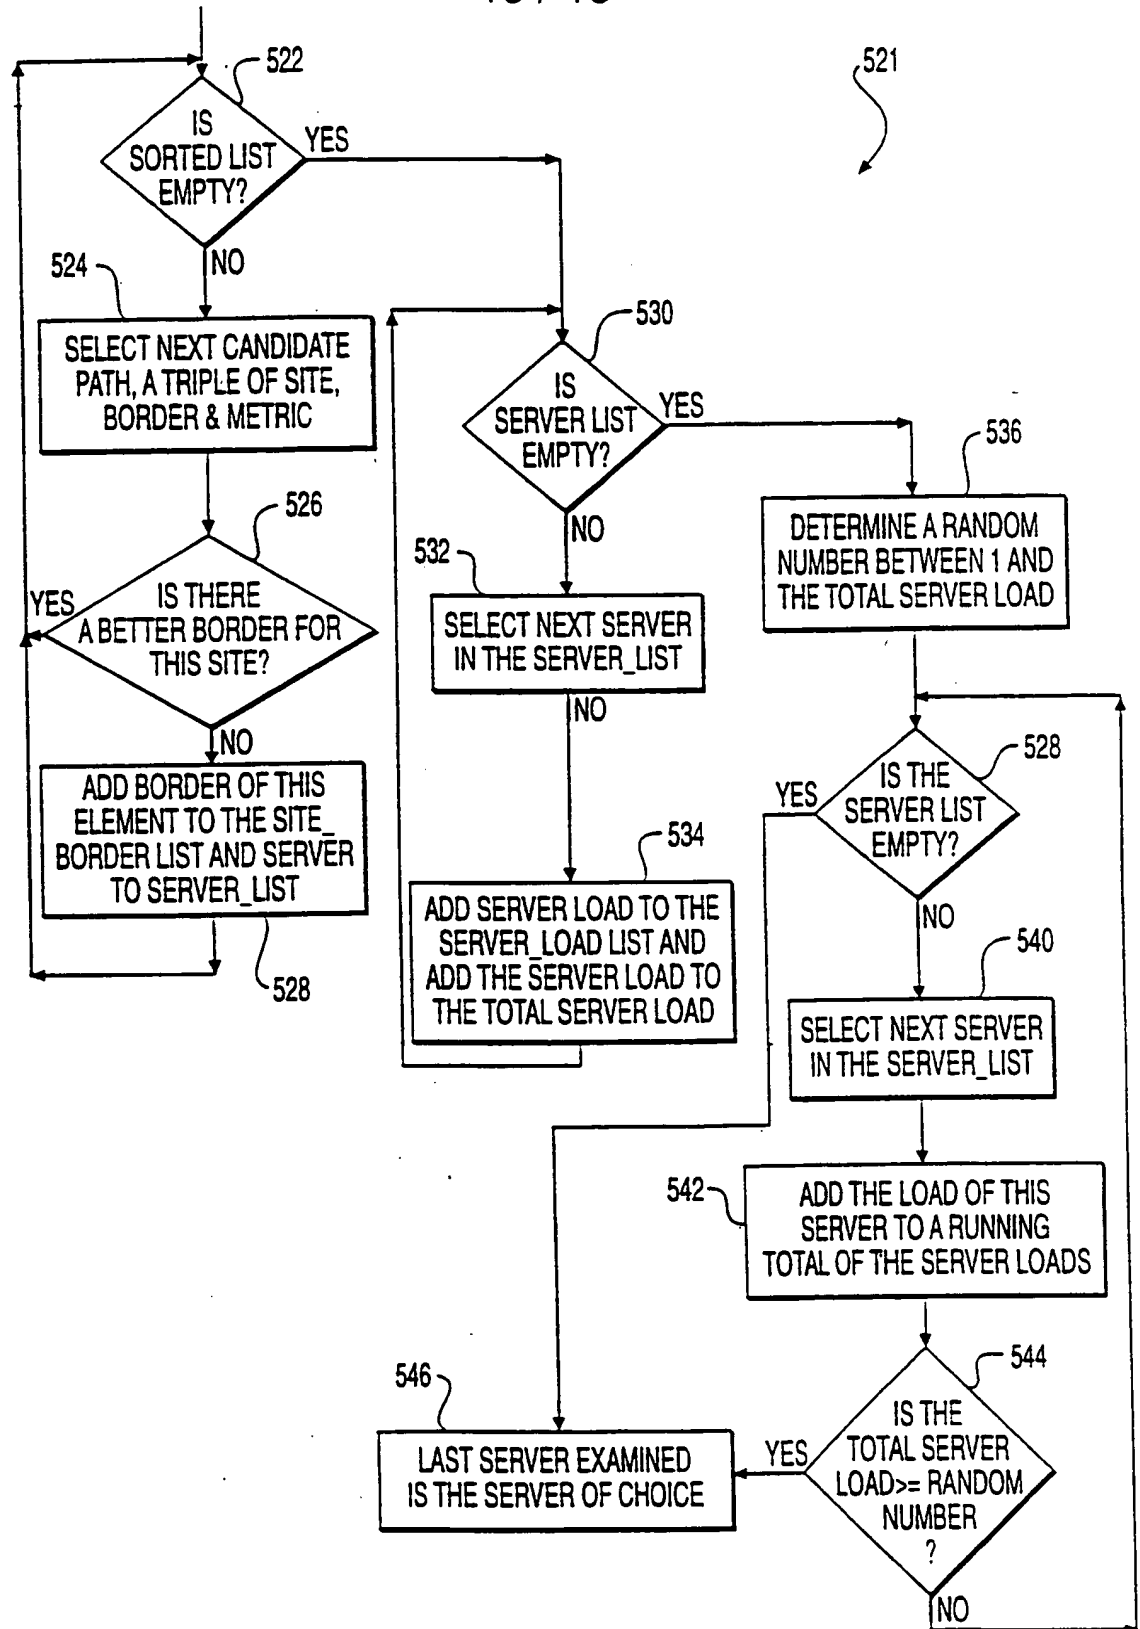 522
521
IS
SORTED LIST
EMPTY?
YES
NO
524
SELECT NEXT CANDIDATE
PATH, A TRIPLE OF SITE,
BORDER & METRIC
526
IS THERE
A BETTER BORDER FOR
THIS SITE?
YES
NO
ADD BORDER OF THIS
ELEMENT TO THE SITE_
BORDER LIST AND SERVER
TO SERVER_LIST
528
530
IS
SERVER LIST
EMPTY?
YES
NO
532
SELECT NEXT SERVER
IN THE SERVER_LIST
NO
534
ADD SERVER LOAD TO THE
SERVER_LOAD LIST AND
ADD THE SERVER LOAD TO
THE TOTAL SERVER LOAD
536
DETERMINE A RANDOM
NUMBER BETWEEN 1 AND
THE TOTAL SERVER LOAD
528
IS THE
SERVER LIST
EMPTY?
YES
NO
540
SELECT NEXT SERVER
IN THE SERVER_LIST
542
ADD THE LOAD OF THIS
SERVER TO A RUNNING
TOTAL OF THE SERVER LOADS
544
IS THE
TOTAL SERVER
LOAD>= RANDOM
NUMBER
?
YES
NO
546
LAST SERVER EXAMINED
IS THE SERVER OF CHOICE